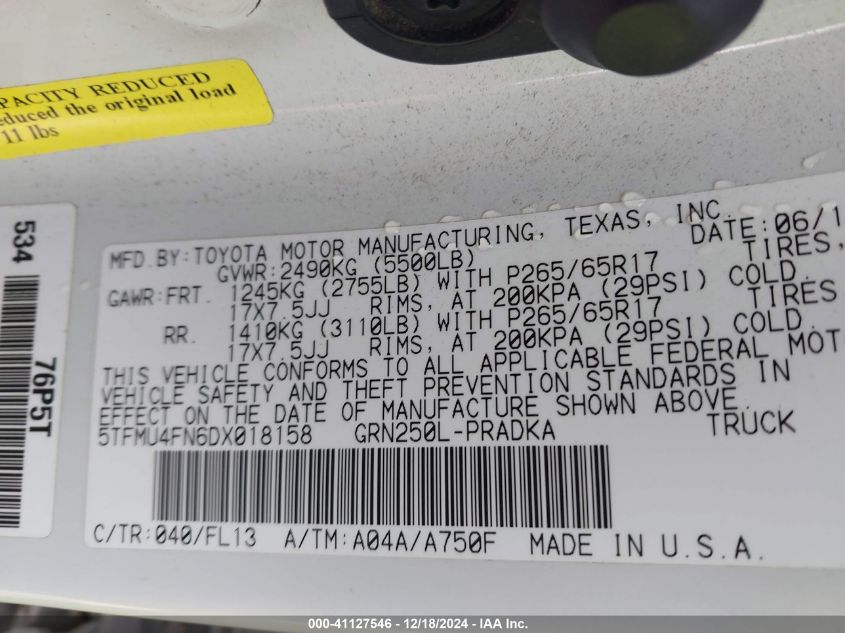 PACITY REDUCED
educed the original load
11 lbs
534
76P5T
MFD.BY:TOYOTA MOTOR MANUFACTURING, TEXAS, INC.
DATE:06/1
GVWR:2490KG (5500LB)
GAWR:FRT. 1245KG (2755LB) WITH P265/65R17 TIRES,
17X7.5JJ RIMS, AT 200KPA (29PSI) COLD.
RR. 1410KG (3110LB) WITH P265/65R17 TIRES
17X7.5JJ RIMS, AT 200KPA (29PSI) COLD.
THIS VEHICLE CONFORMS TO ALL APPLICABLE FEDERAL MOT
VEHICLE SAFETY AND THEFT PREVENTION STANDARDS IN
EFFECT ON THE DATE OF MANUFACTURE SHOWN ABOVE.
5TFMU4FN6DX018158 GRN250L-PRADKA TRUCK
C/TR:040/FL13 A/TM:A04A/A750F MADE IN U.S.A.
000-41127546 - 12/18/2024 - IAA Inc.